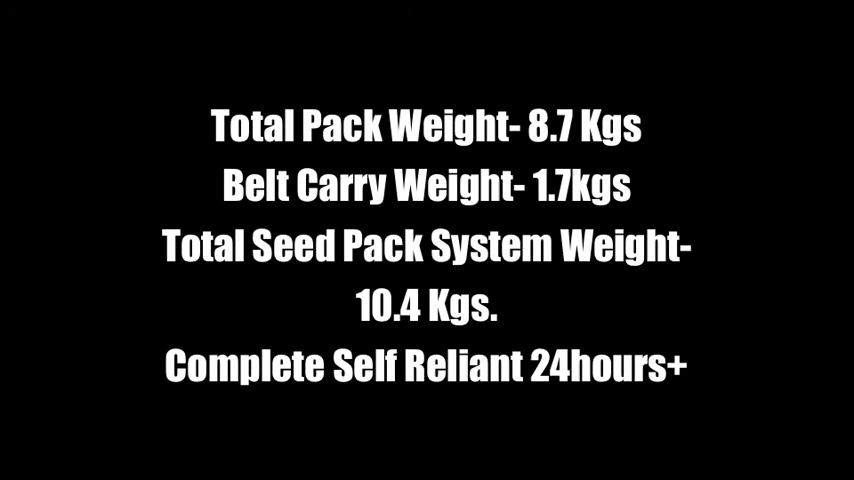 Total Pack Weight- 8.7 Kgs
Belt Carry Weight- 1.7kgs
Total Seed Pack System Weight-
10.4 Kgs.
Complete Self Reliant 24hours+